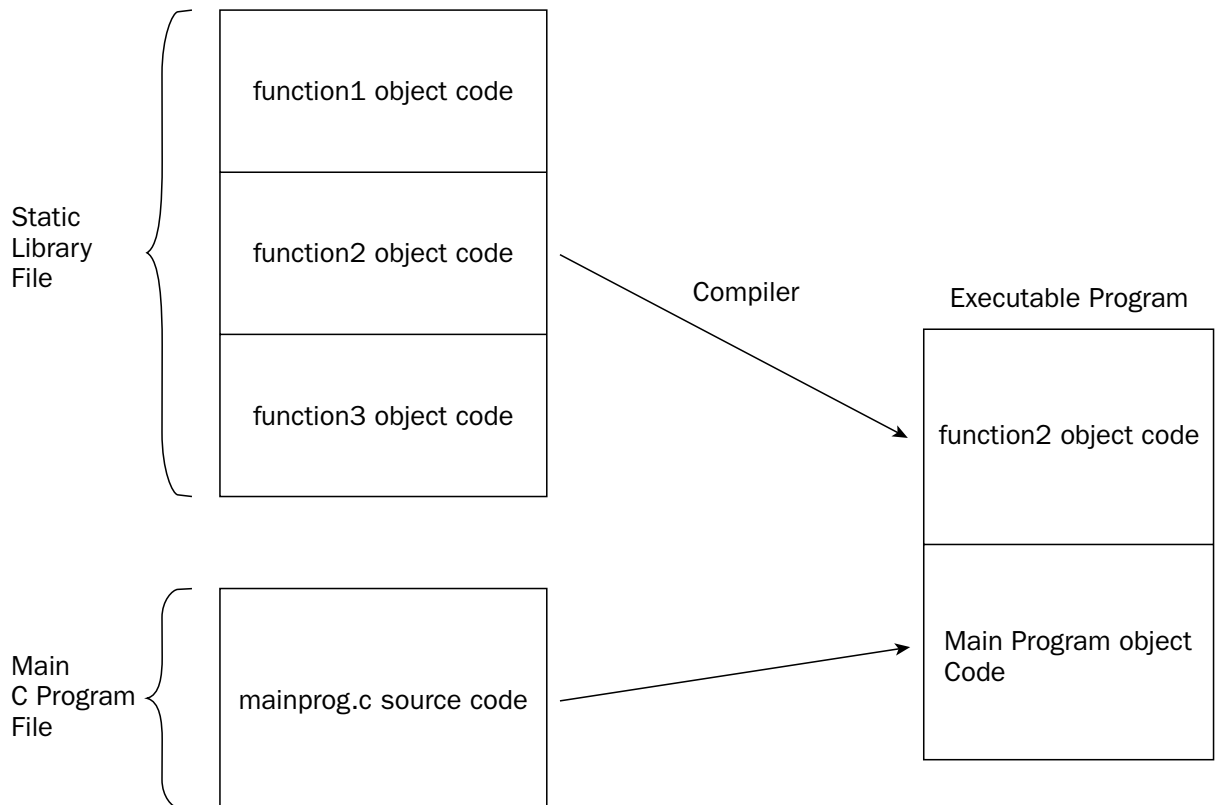 function1 object code
Static
Library
File
function2 object code
function3 object code
Compiler
Executable Program
function2 object code
Main Program object
Code
Main
C Program
File
mainprog.c source code